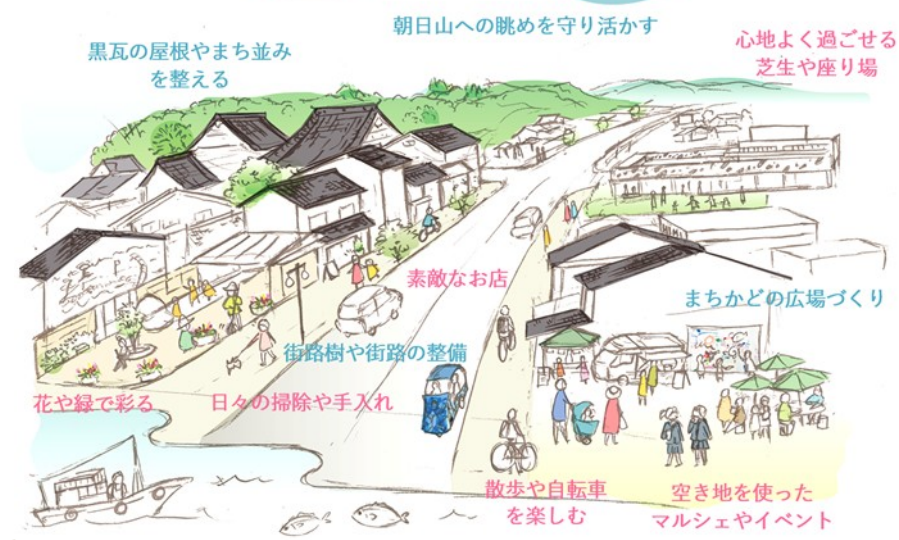 朝日山への眺めを守り活かす
黒瓦の屋根やまち並み
を整える
心地よく過ごせる
芝生や座り場
素敵なお店
まちかどの広場づくり
街路樹や街路の整備
花や緑で彩る
日々の掃除や手入れ
散歩や自転車
を楽しむ
空き地を使った
マルシェやイベント